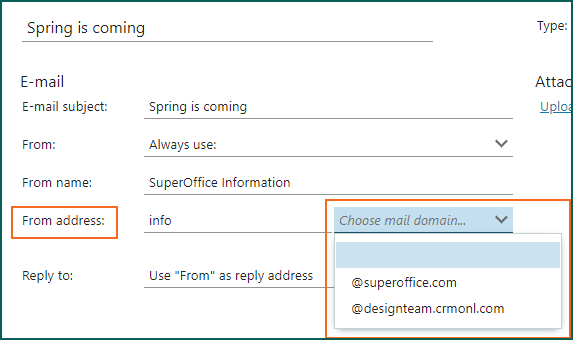 Spring is coming
Type:
E-mail
Attac
E-mail subject: Spring is coming
Uploa
From: Always use:
From name: SuperOffice Information
From address: info Choose mail domain...
@superoffice.com
Reply to: Use "From" as reply address
@designteam.crmonl.com